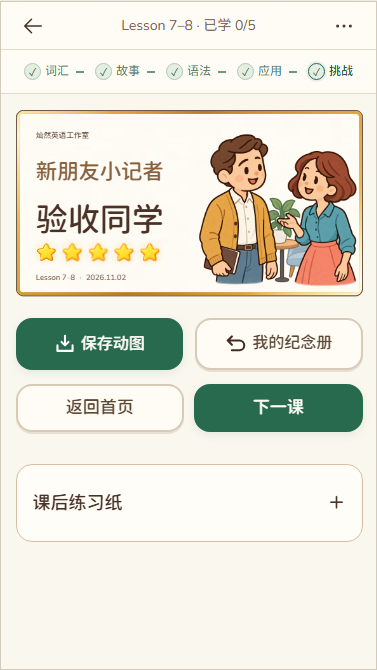 Lesson 7–8 · 已学 0/5
词汇
故事
语法
应用
挑战
灿然英语工作室
新朋友小记者
验收同学
Lesson 7–8 · 2026.11.02
保存动图
我的纪念册
返回首页
下一课
课后练习纸